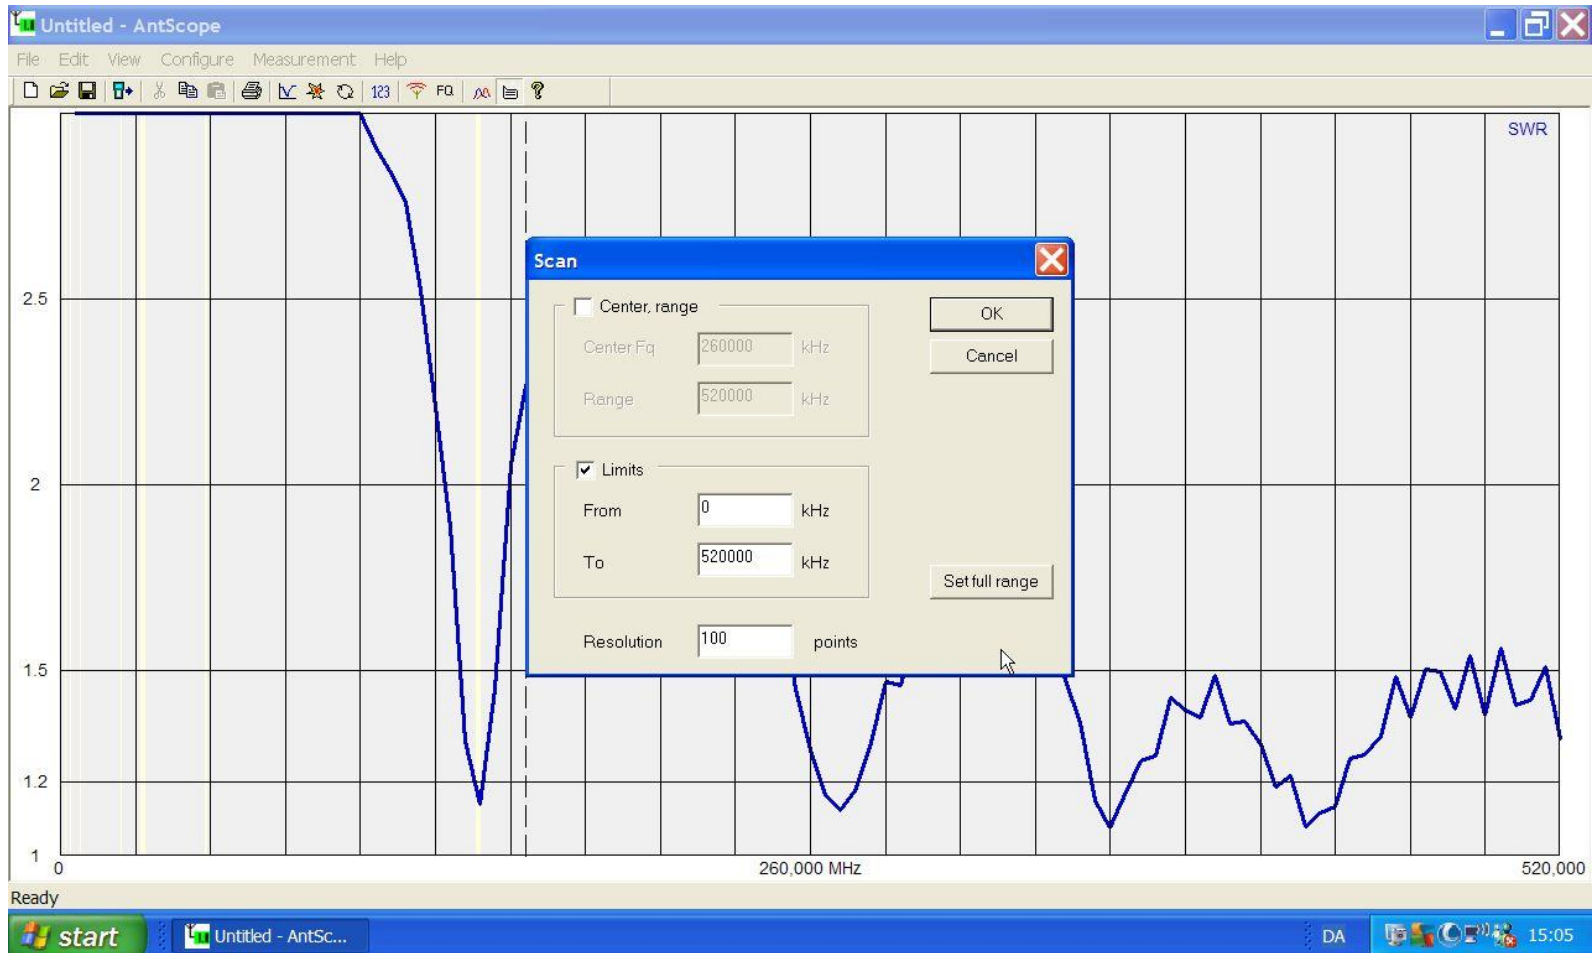 Untitled - AntScope
File Edit View Configure Measurement Help
123 FQ ?
SWR
2.5
2
1.5
1.2
1
0 260,000 MHz 520,000
Scan
Center, range
Center Fq 260000 kHz
Range 520000 kHz
OK
Cancel
Limits
From 0 kHz
To 520000 kHz
Set full range
Resolution 100 points
Ready
start Untitled - AntSc... DA 15:05